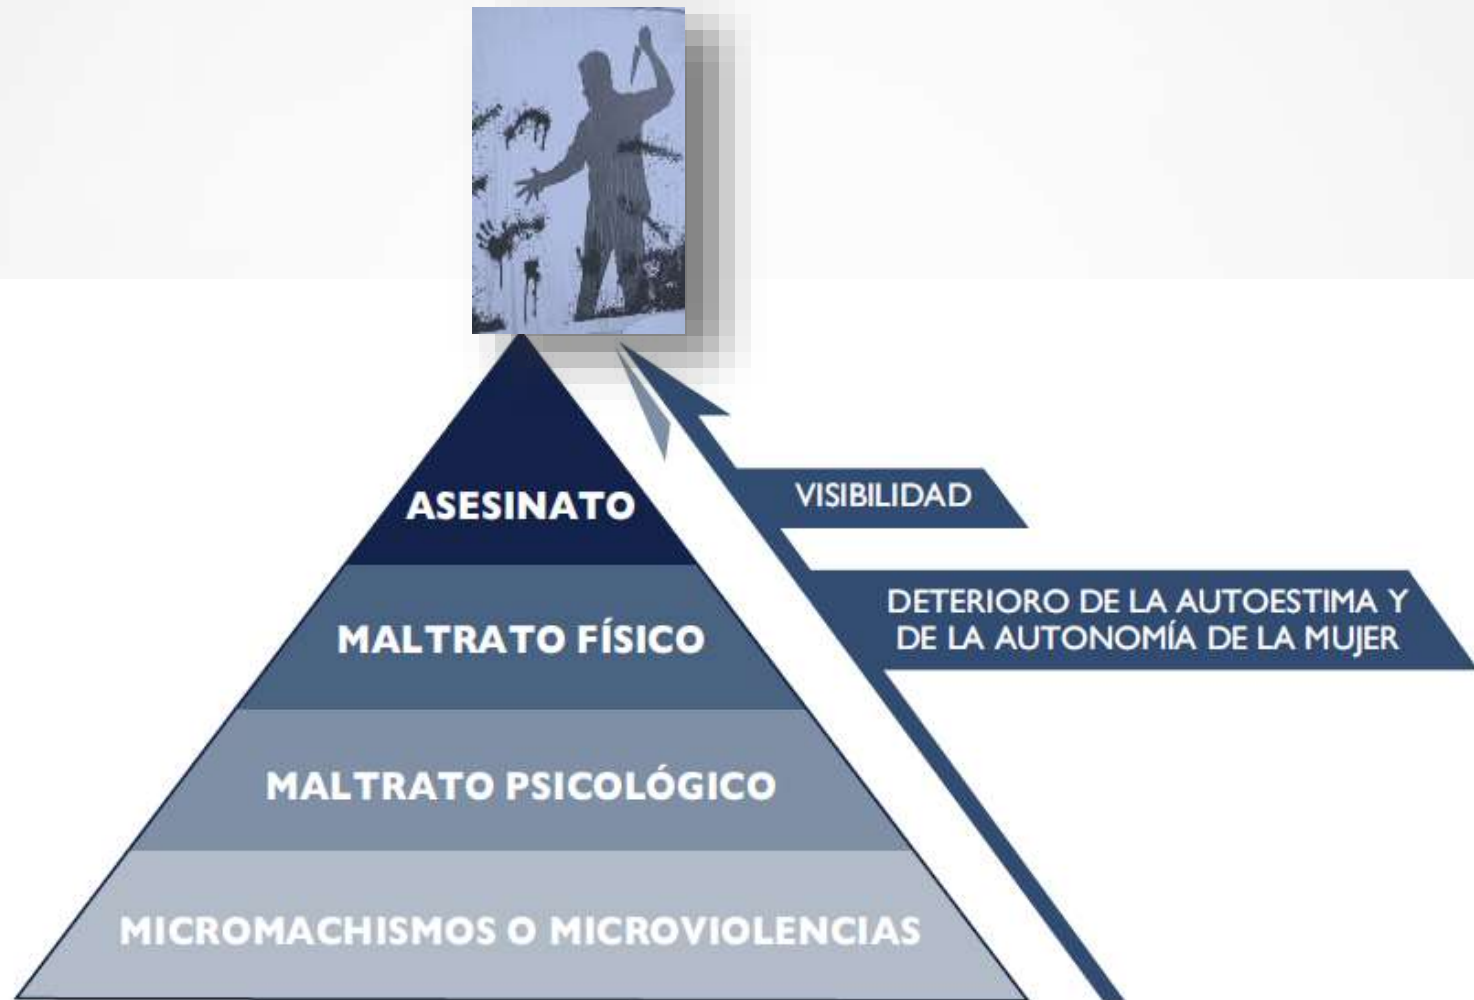 ASESINATO
VISIBILIDAD
DETERIORO DE LA AUTOESTIMA Y
DE LA AUTONOMÍA DE LA MUJER
MALTRATO FÍSICO
MALTRATO PSICOLÓGICO
MICROMACHISMOS O MICROVIOLENCIAS